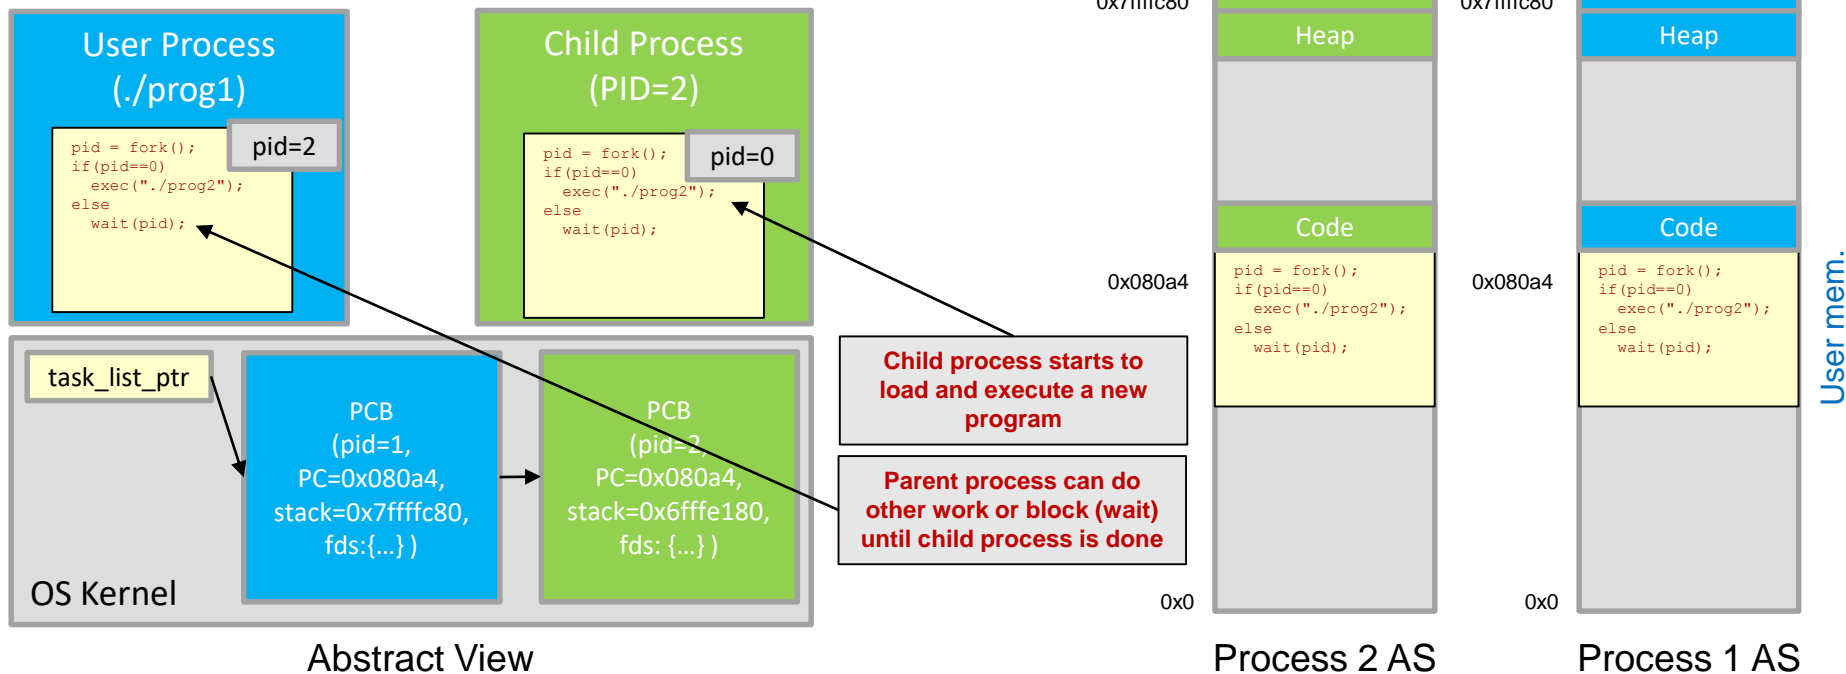 User Process
(./prog1)
pid = fork();
if(pid==0)
exec("./prog2");
else
wait(pid);
pid=2
Child Process
(PID=2)
pid = fork();
if(pid==0)
exec("./prog2");
else
wait(pid);
pid=0
task_list_ptr
PCB
(pid=1,
PC=0x080a4,
stack=0x7ffffc80,
fds:{…} )
PCB
(pid=2,
PC=0x080a4,
stack=0x6fffe180,
fds: {…} )
OS Kernel
Abstract View
Child process starts to
load and execute a new
program
Parent process can do
other work or block (wait)
until child process is done
0x7ffffc80
Heap
Code
0x080a4
pid = fork();
if(pid==0)
exec("./prog2");
else
wait(pid);
0x0
Process 2 AS
0x7ffffc80
Heap
Code
0x080a4
pid = fork();
if(pid==0)
exec("./prog2");
else
wait(pid);
0x0
Process 1 AS
User mem.